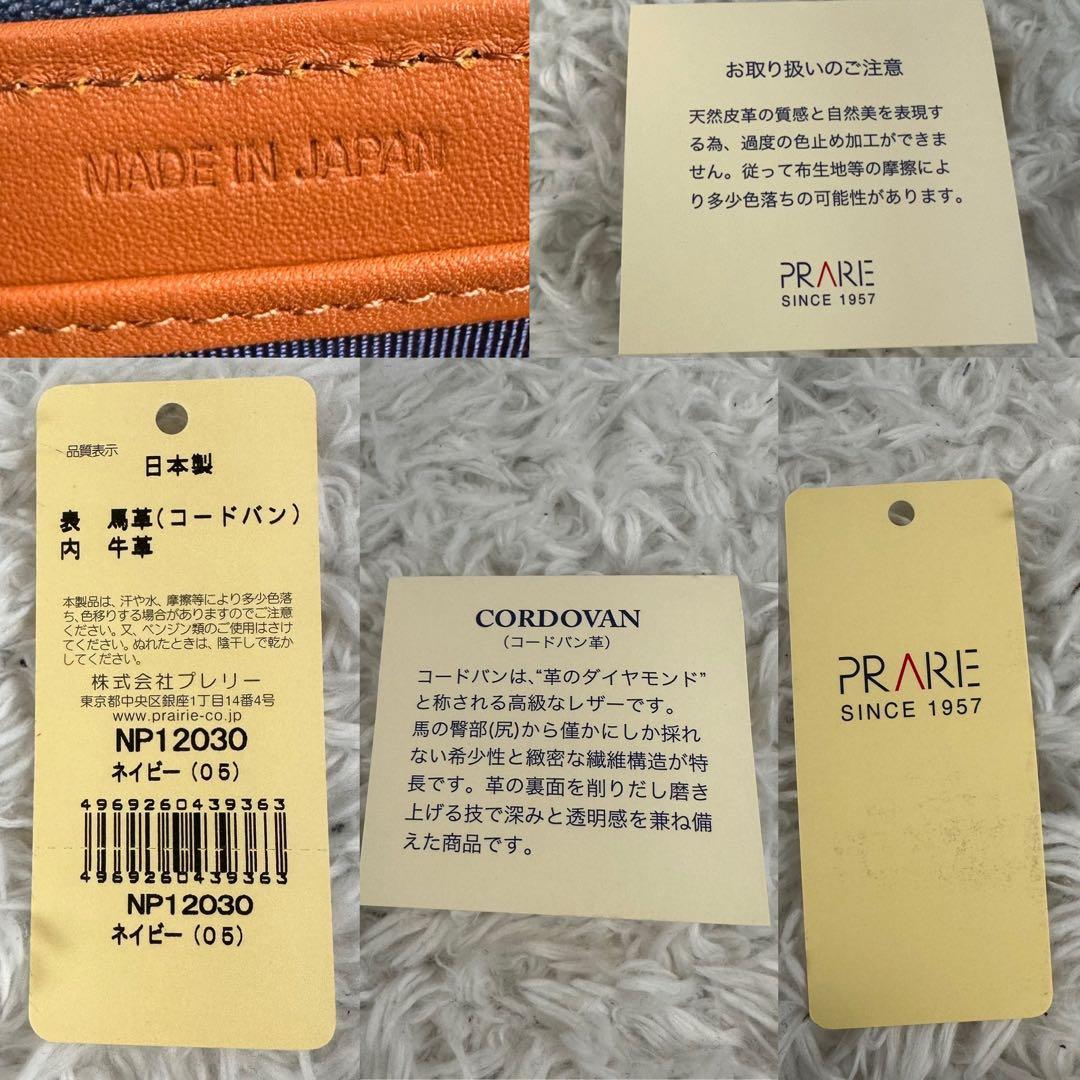 MADE IN JAPAN
お取り扱いのご注意
天然皮革の質感と自然美を表現す
る為、過度の色止め加工ができま
せん。従って布生地等の摩擦によ
り多少色落ちの可能性があります。
PRARIE
SINCE 1957
品質表示
日本製
表 馬革(コードバン)
内 牛革
本製品は、汗や水、摩擦等により多少色落
ち、色移りする場合がありますのでご注意
ください。又、ベンジン類のご使用はさけ
てください。ぬれたときは、陰干しで乾か
してください。
株式会社プレリー
東京都中央区銀座1丁目14番4号
www.prairie-co.jp
NP12030
ネイビー(05)
4969260439363
4969260439363
NP12030
ネイビー(05)
CORDOVAN
(コードバン革)
コードバンは、“革のダイヤモンド”
と称される高級なレザーです。
馬の臀部(尻)から僅かにしか採れ
ない希少性と緻密な繊維構造が特
長です。革の裏面を削りだし磨き
上げる技で深みと透明感を兼ね備
えた商品です。
PRARIE
SINCE 1957